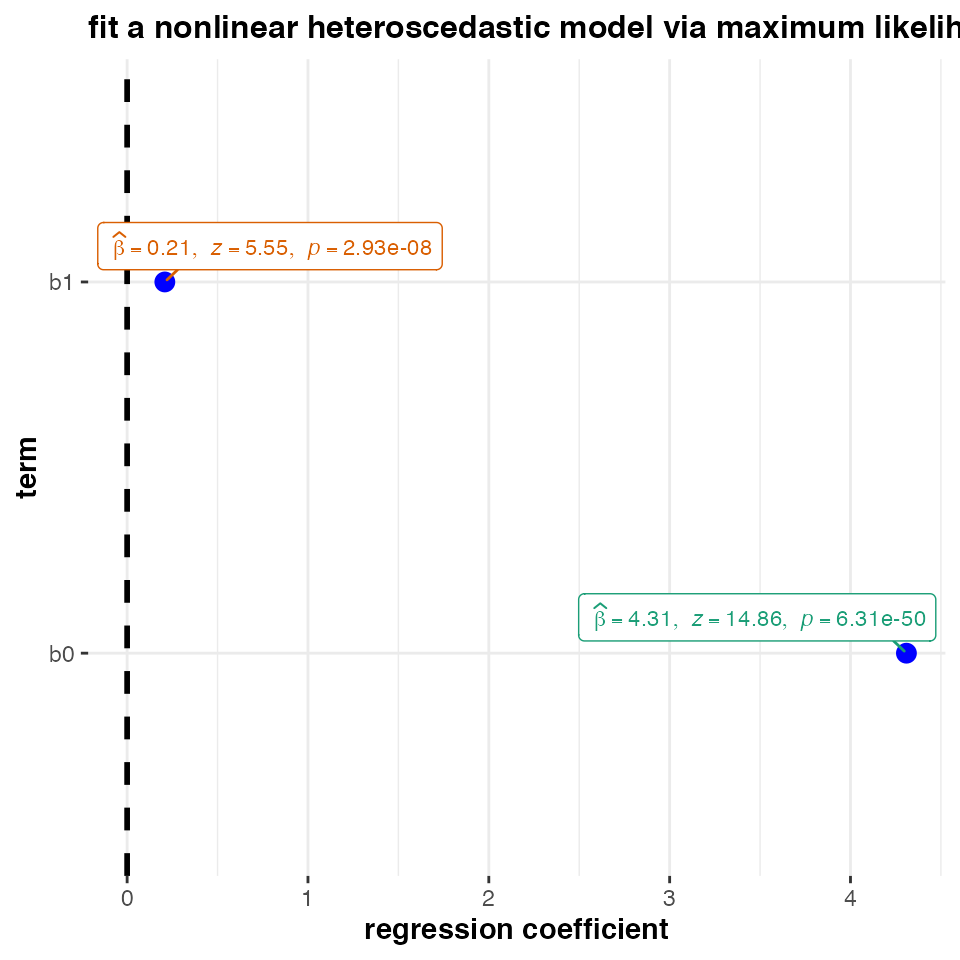 fit a nonlinear heteroscedastic model via maximum likelih
b1
β̂ = 0.21, z = 5.55, p = 2.93e-08
term
b0
β̂ = 4.31, z = 14.86, p = 6.31e-50
0 1 2 3 4
regression coefficient